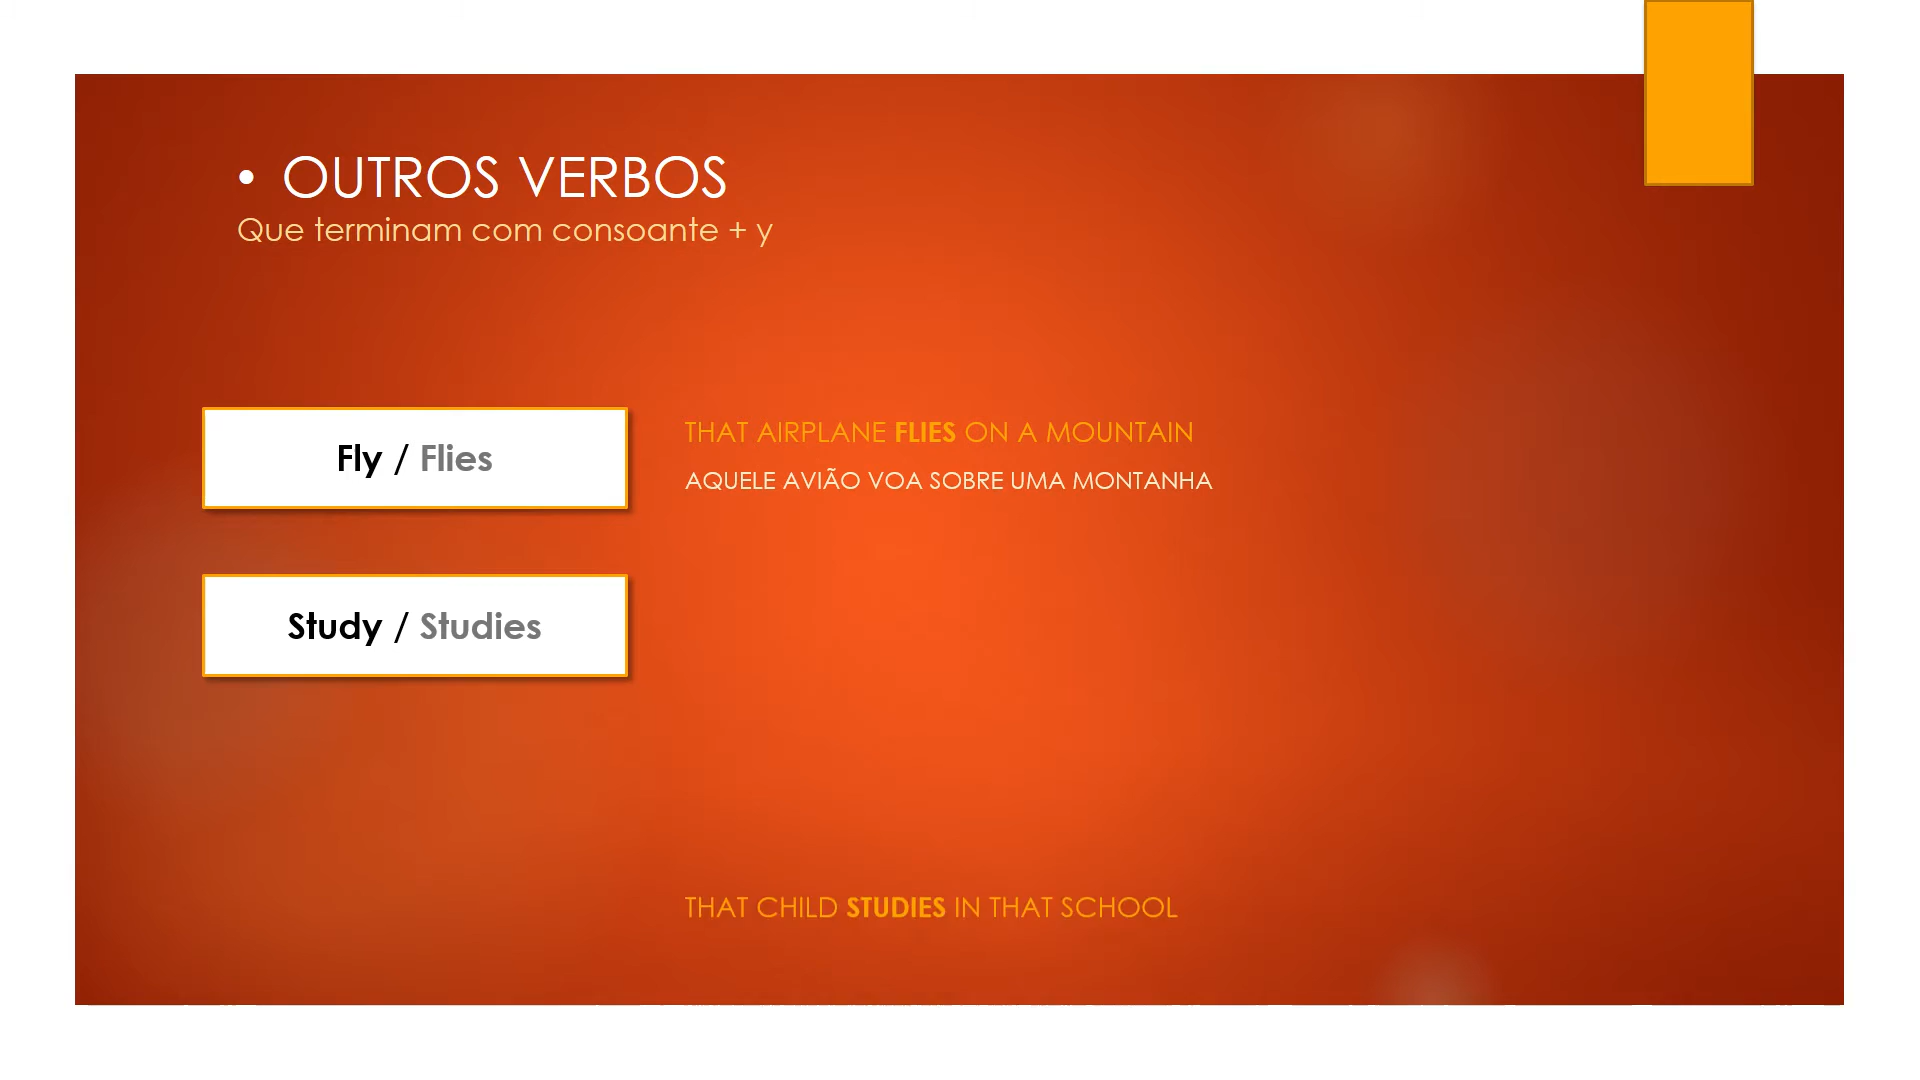 • OUTROS VERBOS
Que terminam com consoante + y
Fly / Flies
THAT AIRPLANE FLIES ON A MOUNTAIN
AQUELE AVIÃO VOA SOBRE UMA MONTANHA
Study / Studies
THAT CHILD STUDIES IN THAT SCHOOL